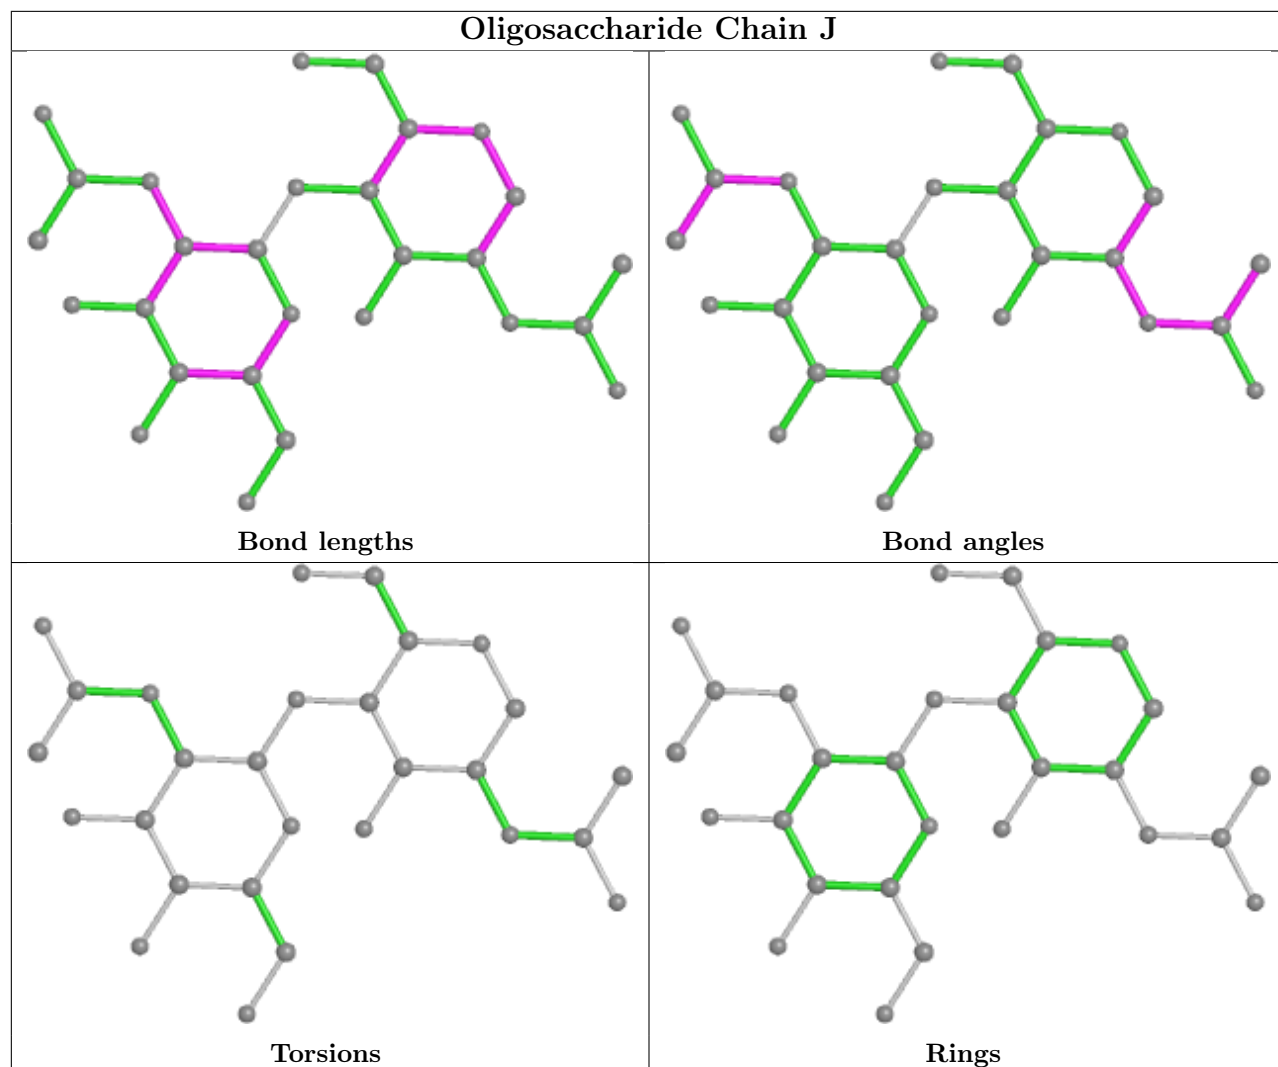 Oligosaccharide Chain J
Bond lengths
Bond angles
Torsions
Rings